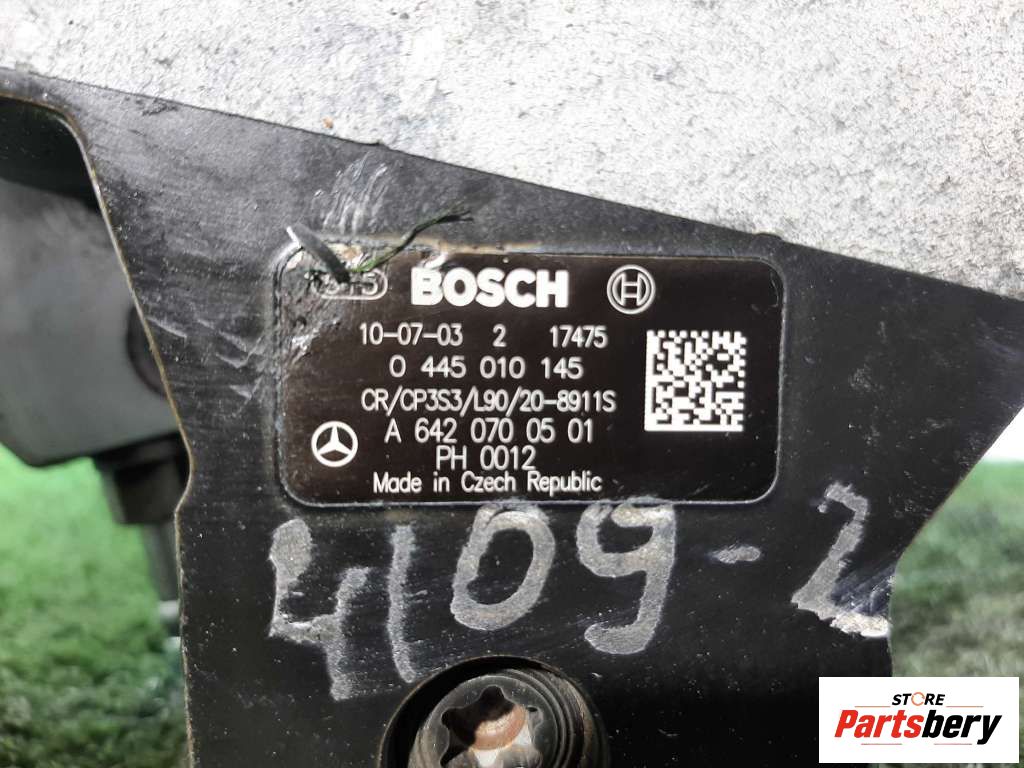 BOSCH
10-07-03 2 17475
0 445 010 145
CR/CP3S3/L90/20-8911S
A 642 070 05 01
PH 0012
Made in Czech Republic
4109-2
STORE
Partsbery